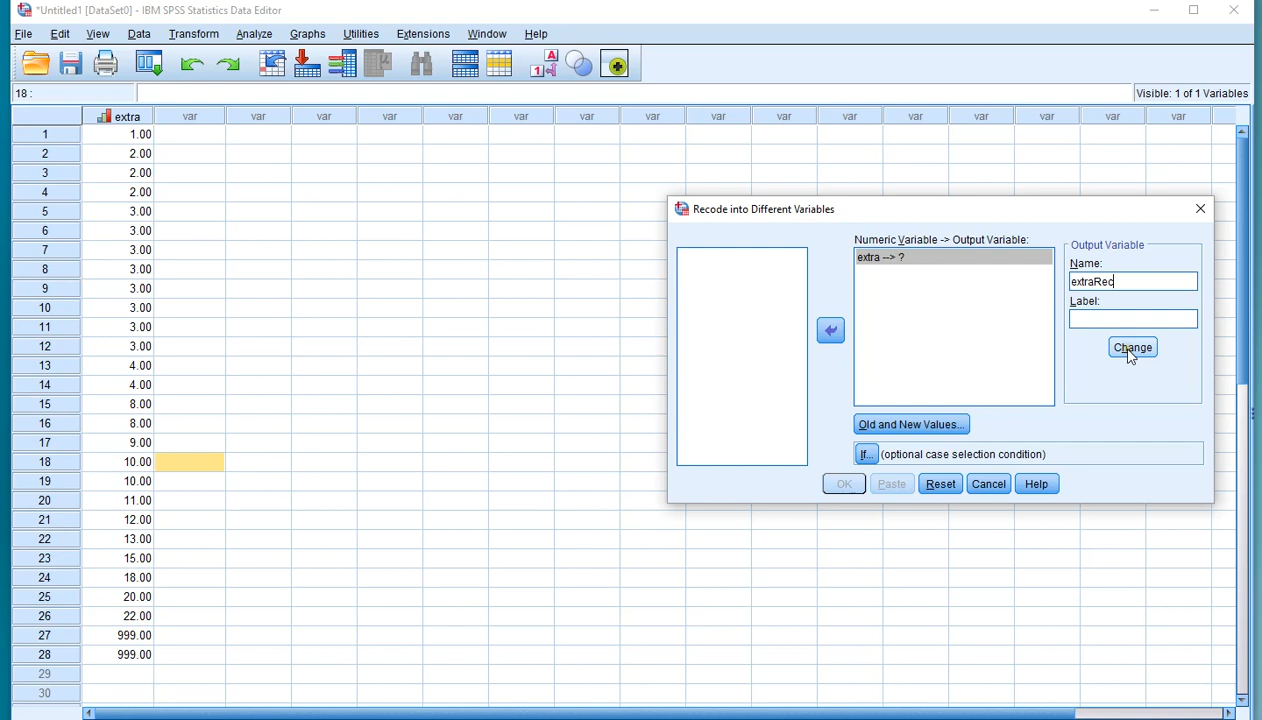 *Untitled1 [DataSet0] - IBM SPSS Statistics Data Editor
File Edit View Data Transform Analyze Graphs Utilities Extensions Window Help
18 :
Visible: 1 of 1 Variables
extra var var var var var var var var var var var var var var var var
1 1.00
2 2.00
3 2.00
4 2.00
5 3.00
6 3.00
7 3.00
8 3.00
9 3.00
10 3.00
11 3.00
12 3.00
13 4.00
14 4.00
15 8.00
16 8.00
17 9.00
18 10.00
19 10.00
20 11.00
21 12.00
22 13.00
23 15.00
24 18.00
25 20.00
26 22.00
27 999.00
28 999.00
29
30
Recode into Different Variables
Numeric Variable -> Output Variable:
extra --> ?
Output Variable
Name:
extraRec
Label:
Change
Old and New Values...
If... (optional case selection condition)
OK Paste Reset Cancel Help